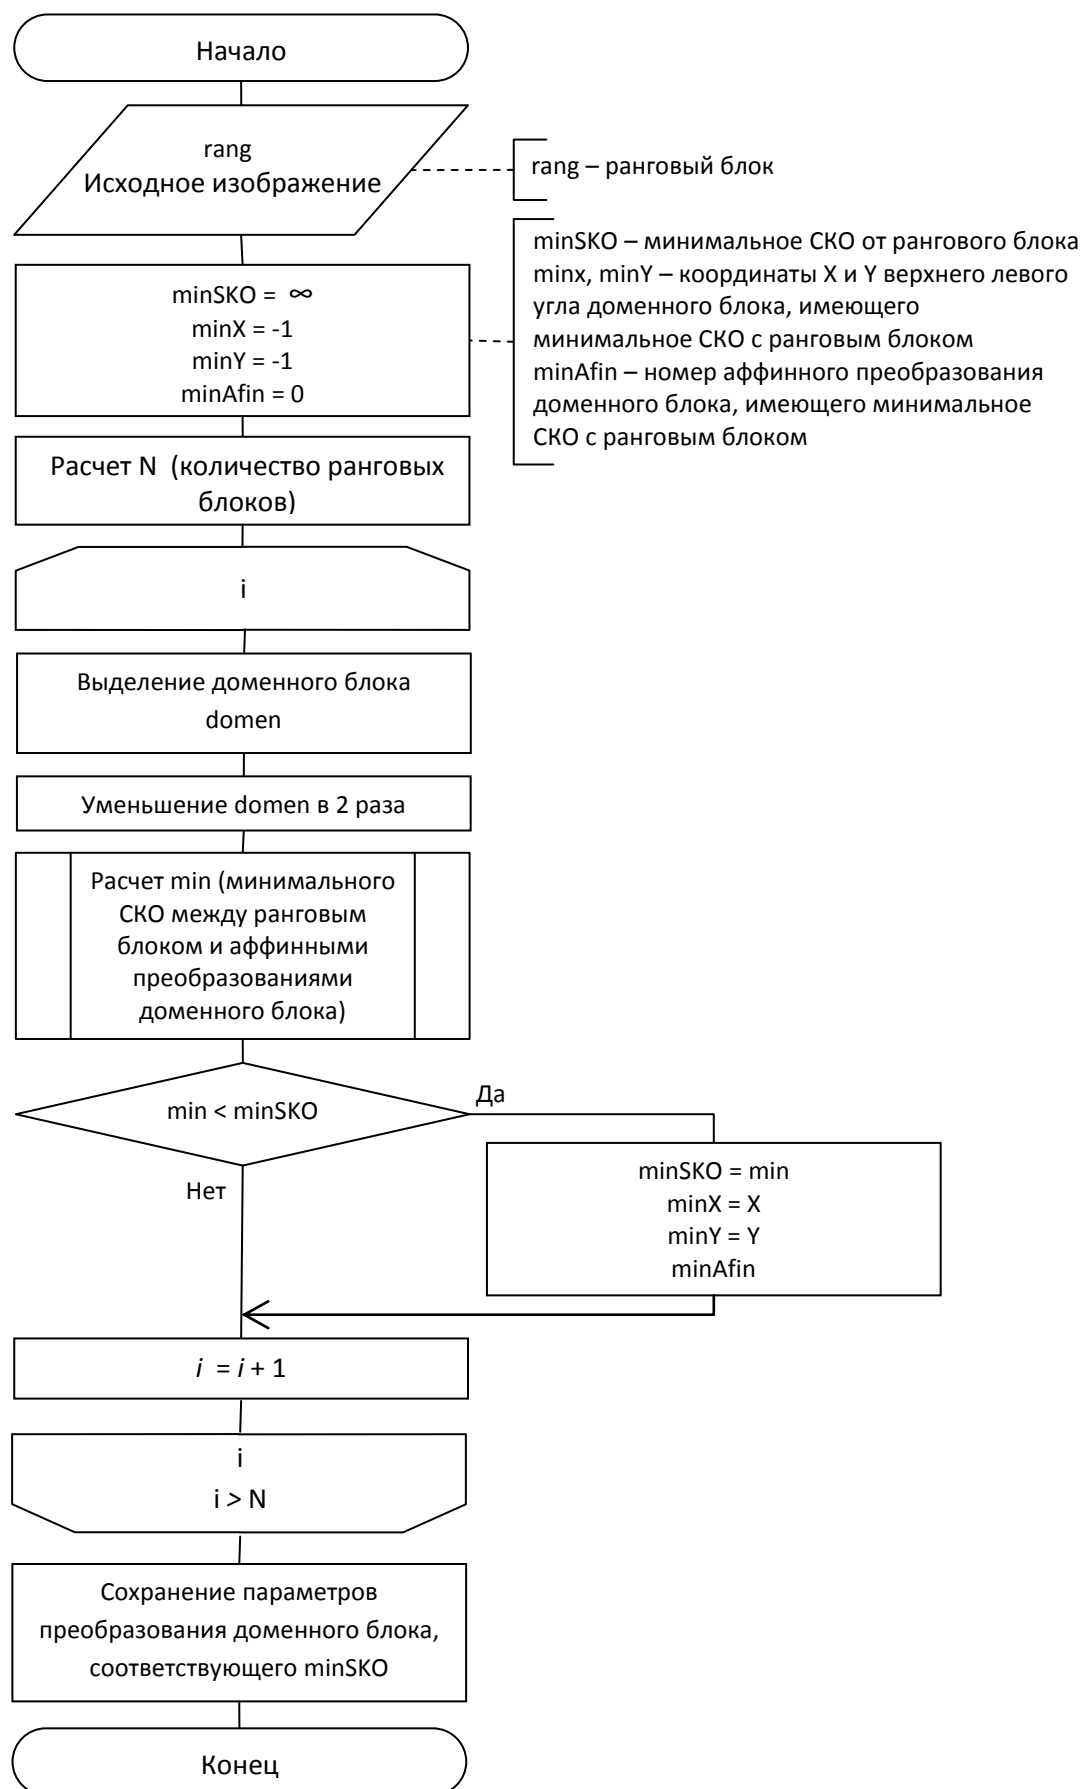 Начало
rang
Исходное изображение
rang – ранговый блок
minSKO – минимальное СКО от рангового блока
minx, minY – координаты X и Y верхнего левого
угла доменного блока, имеющего
минимальное СКО с ранговым блоком
minAfin – номер аффинного преобразования
доменного блока, имеющего минимальное
СКО с ранговым блоком
minSKO = ∞
minX = -1
minY = -1
minAfin = 0
Расчет N (количество ранговых
блоков)
i
Выделение доменного блока
domen
Уменьшение domen в 2 раза
Расчет min (минимального
СКО между ранговым
блоком и аффинными
преобразованиями
доменного блока)
min < minSKO
Да
Нет
minSKO = min
minX = X
minY = Y
minAfin
i = i + 1
i
i > N
Сохранение параметров
преобразования доменного блока,
соответствующего minSKO
Конец